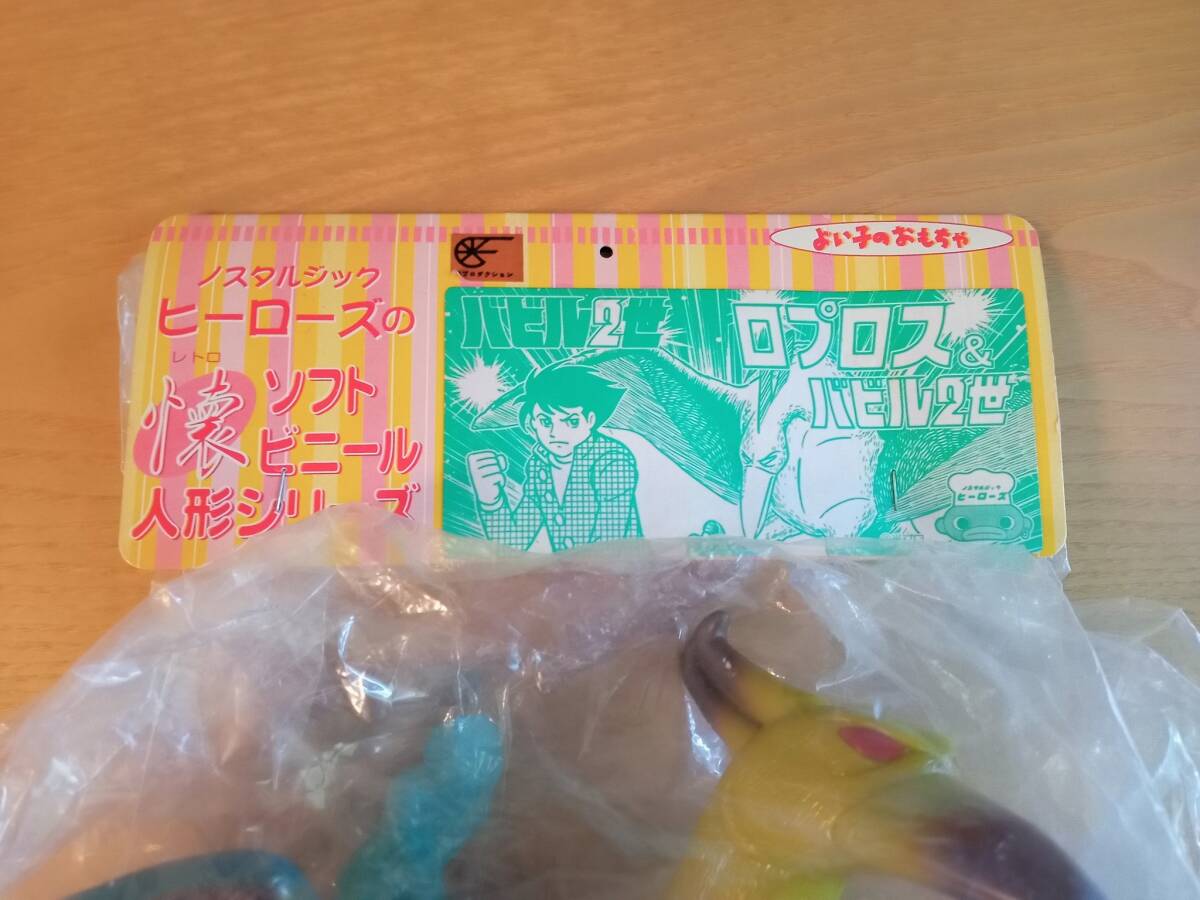 ノスタルジック
ヒーローズの
レトロ
懐ソフト
ビニール
人形シリーズ
プロダクション
よい子のおもちゃ
バビル2世
ロプロス&
バビル2世
ノスタルジック
ヒーローズ